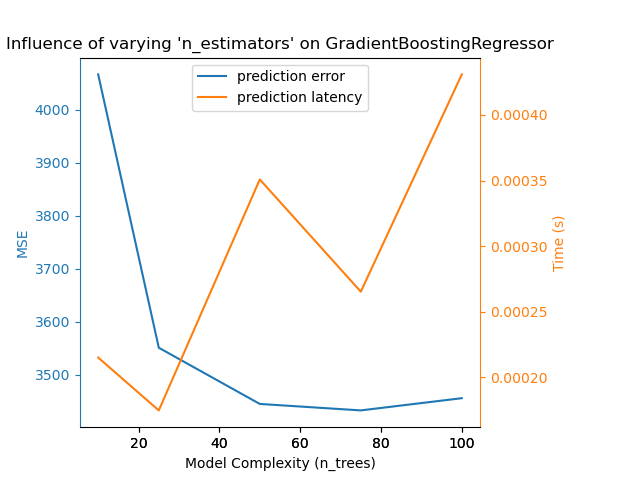 Influence of varying 'n_estimators' on GradientBoostingRegressor
prediction error
prediction latency
4000
3900
3800
3700
3600
3500
MSE
0.00040
0.00035
0.00030
0.00025
0.00020
Time (s)
20 40 60 80 100
Model Complexity (n_trees)